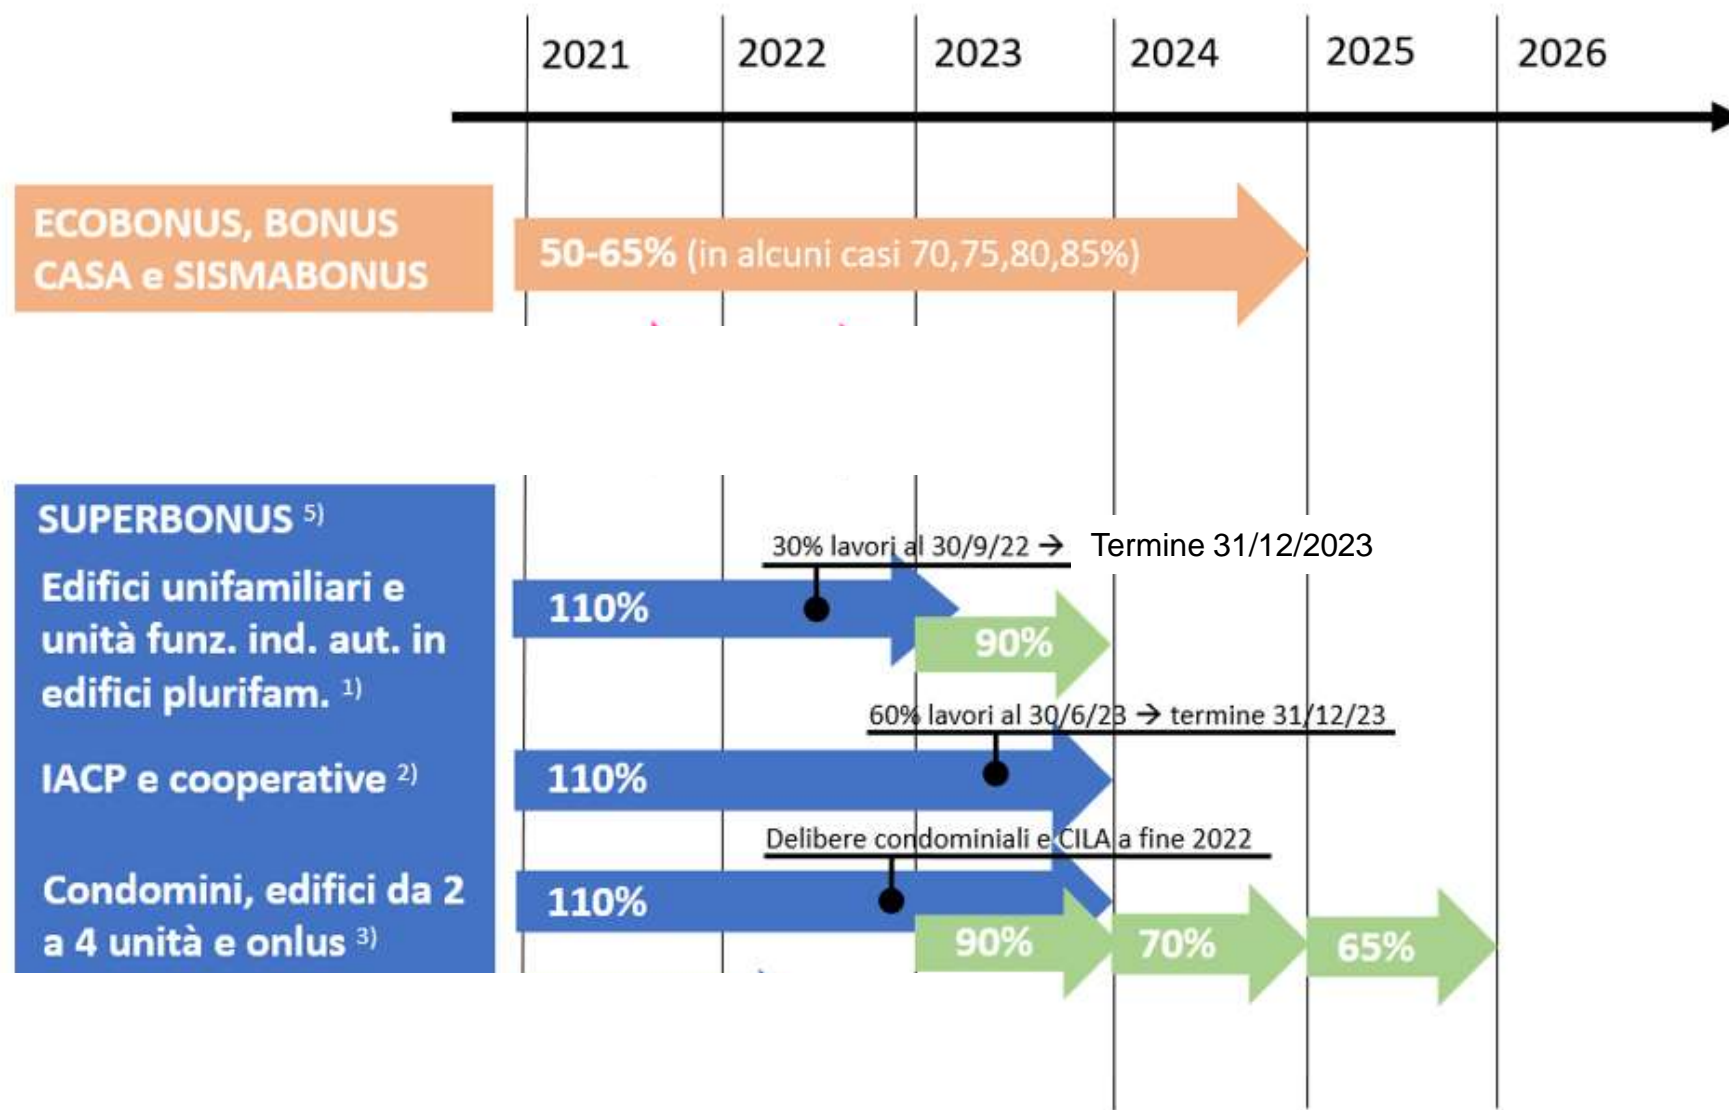 2021 2022 2023 2024 2025 2026
ECOBONUS, BONUS
CASA e SISMABONUS
50-65% (in alcuni casi 70,75,80,85%)
SUPERBONUS 5)
30% lavori al 30/9/22 → Termine 31/12/2023
Edifici unifamiliari e
unità funz. ind. aut. in
edifici plurifam. 1)
110%
90%
60% lavori al 30/6/23 → termine 31/12/23
IACP e cooperative 2)
110%
Delibere condominiali e CILA a fine 2022
Condomini, edifici da 2
a 4 unità e onlus 3)
110%
90% 70% 65%